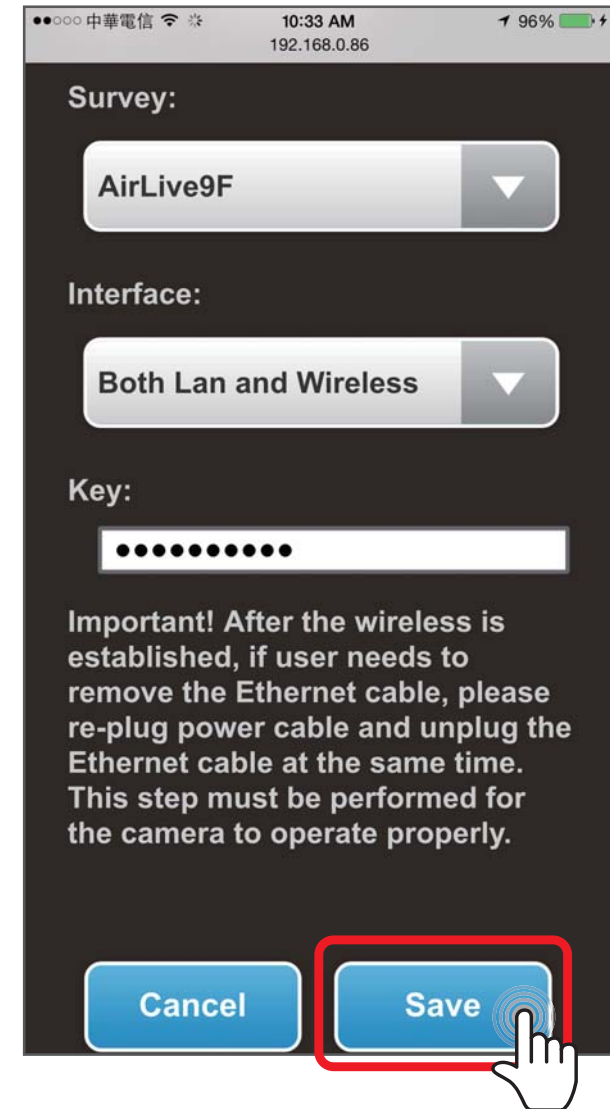 中華電信 10:33 AM 96%
192.168.0.86
Survey:
AirLive9F
Interface:
Both Lan and Wireless
Key:
●●●●●●●●●●
Important! After the wireless is
established, if user needs to
remove the Ethernet cable, please
re-plug power cable and unplug the
Ethernet cable at the same time.
This step must be performed for
the camera to operate properly.
Cancel Save